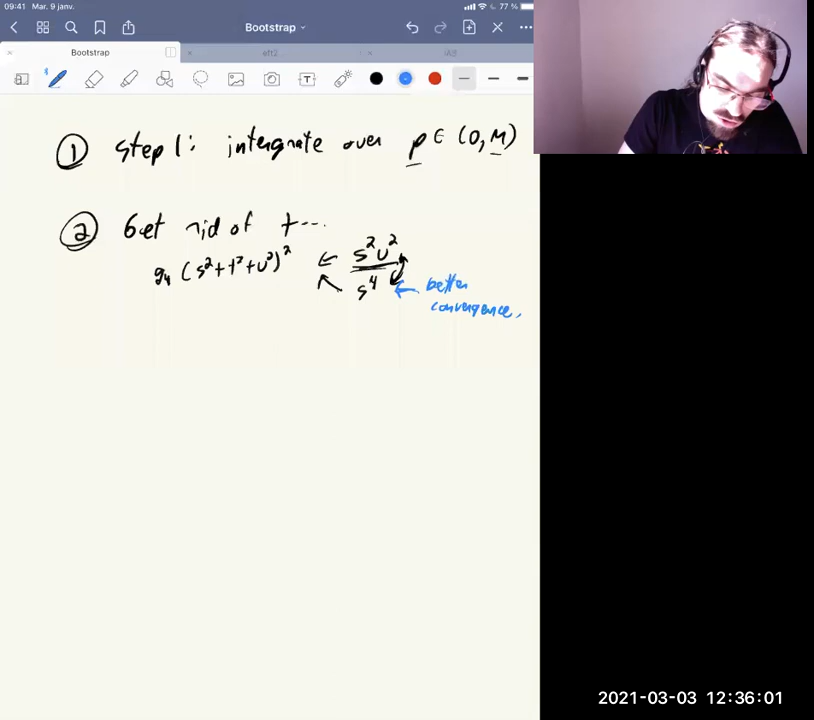 09:41 Mar. 9 janv.
77 %
Bootstrap
Bootstrap
eft2
① step 1: intergnate over p ∈ (0, M)
② Get rid of t...
g₄ (s²+t²+u²)² ← s²u²
s⁴ ← better
convergence,
2021-03-03 12:36:01